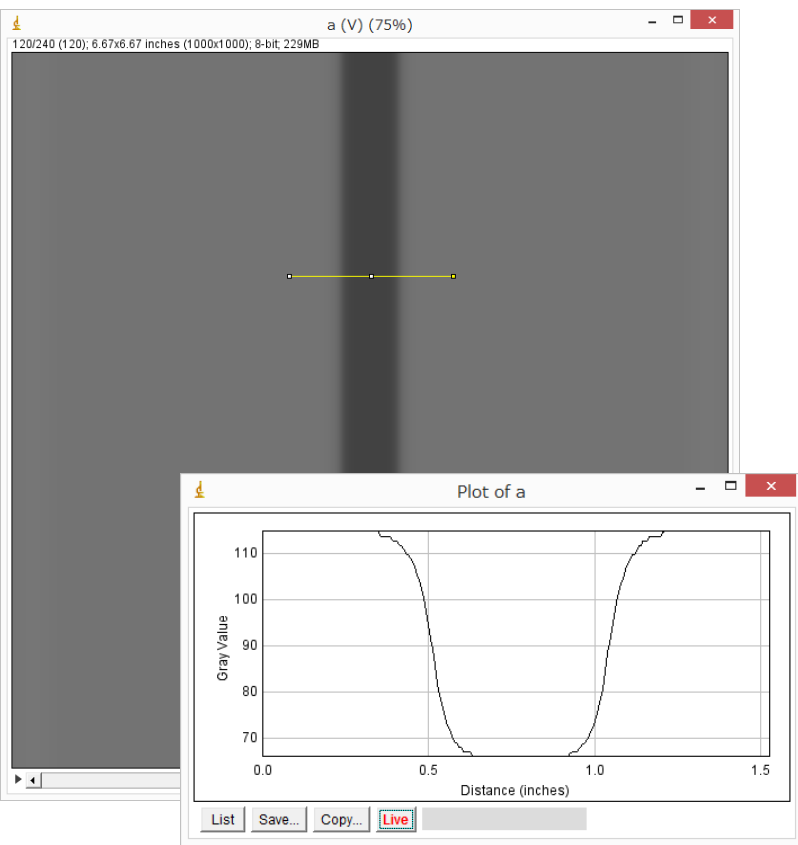 a (V) (75%)
120/240 (120); 6.67x6.67 inches (1000x1000); 8-bit; 229MB
Plot of a
110
100
90
80
70
Gray Value
0.0 0.5 1.0 1.5
Distance (inches)
List Save... Copy... Live